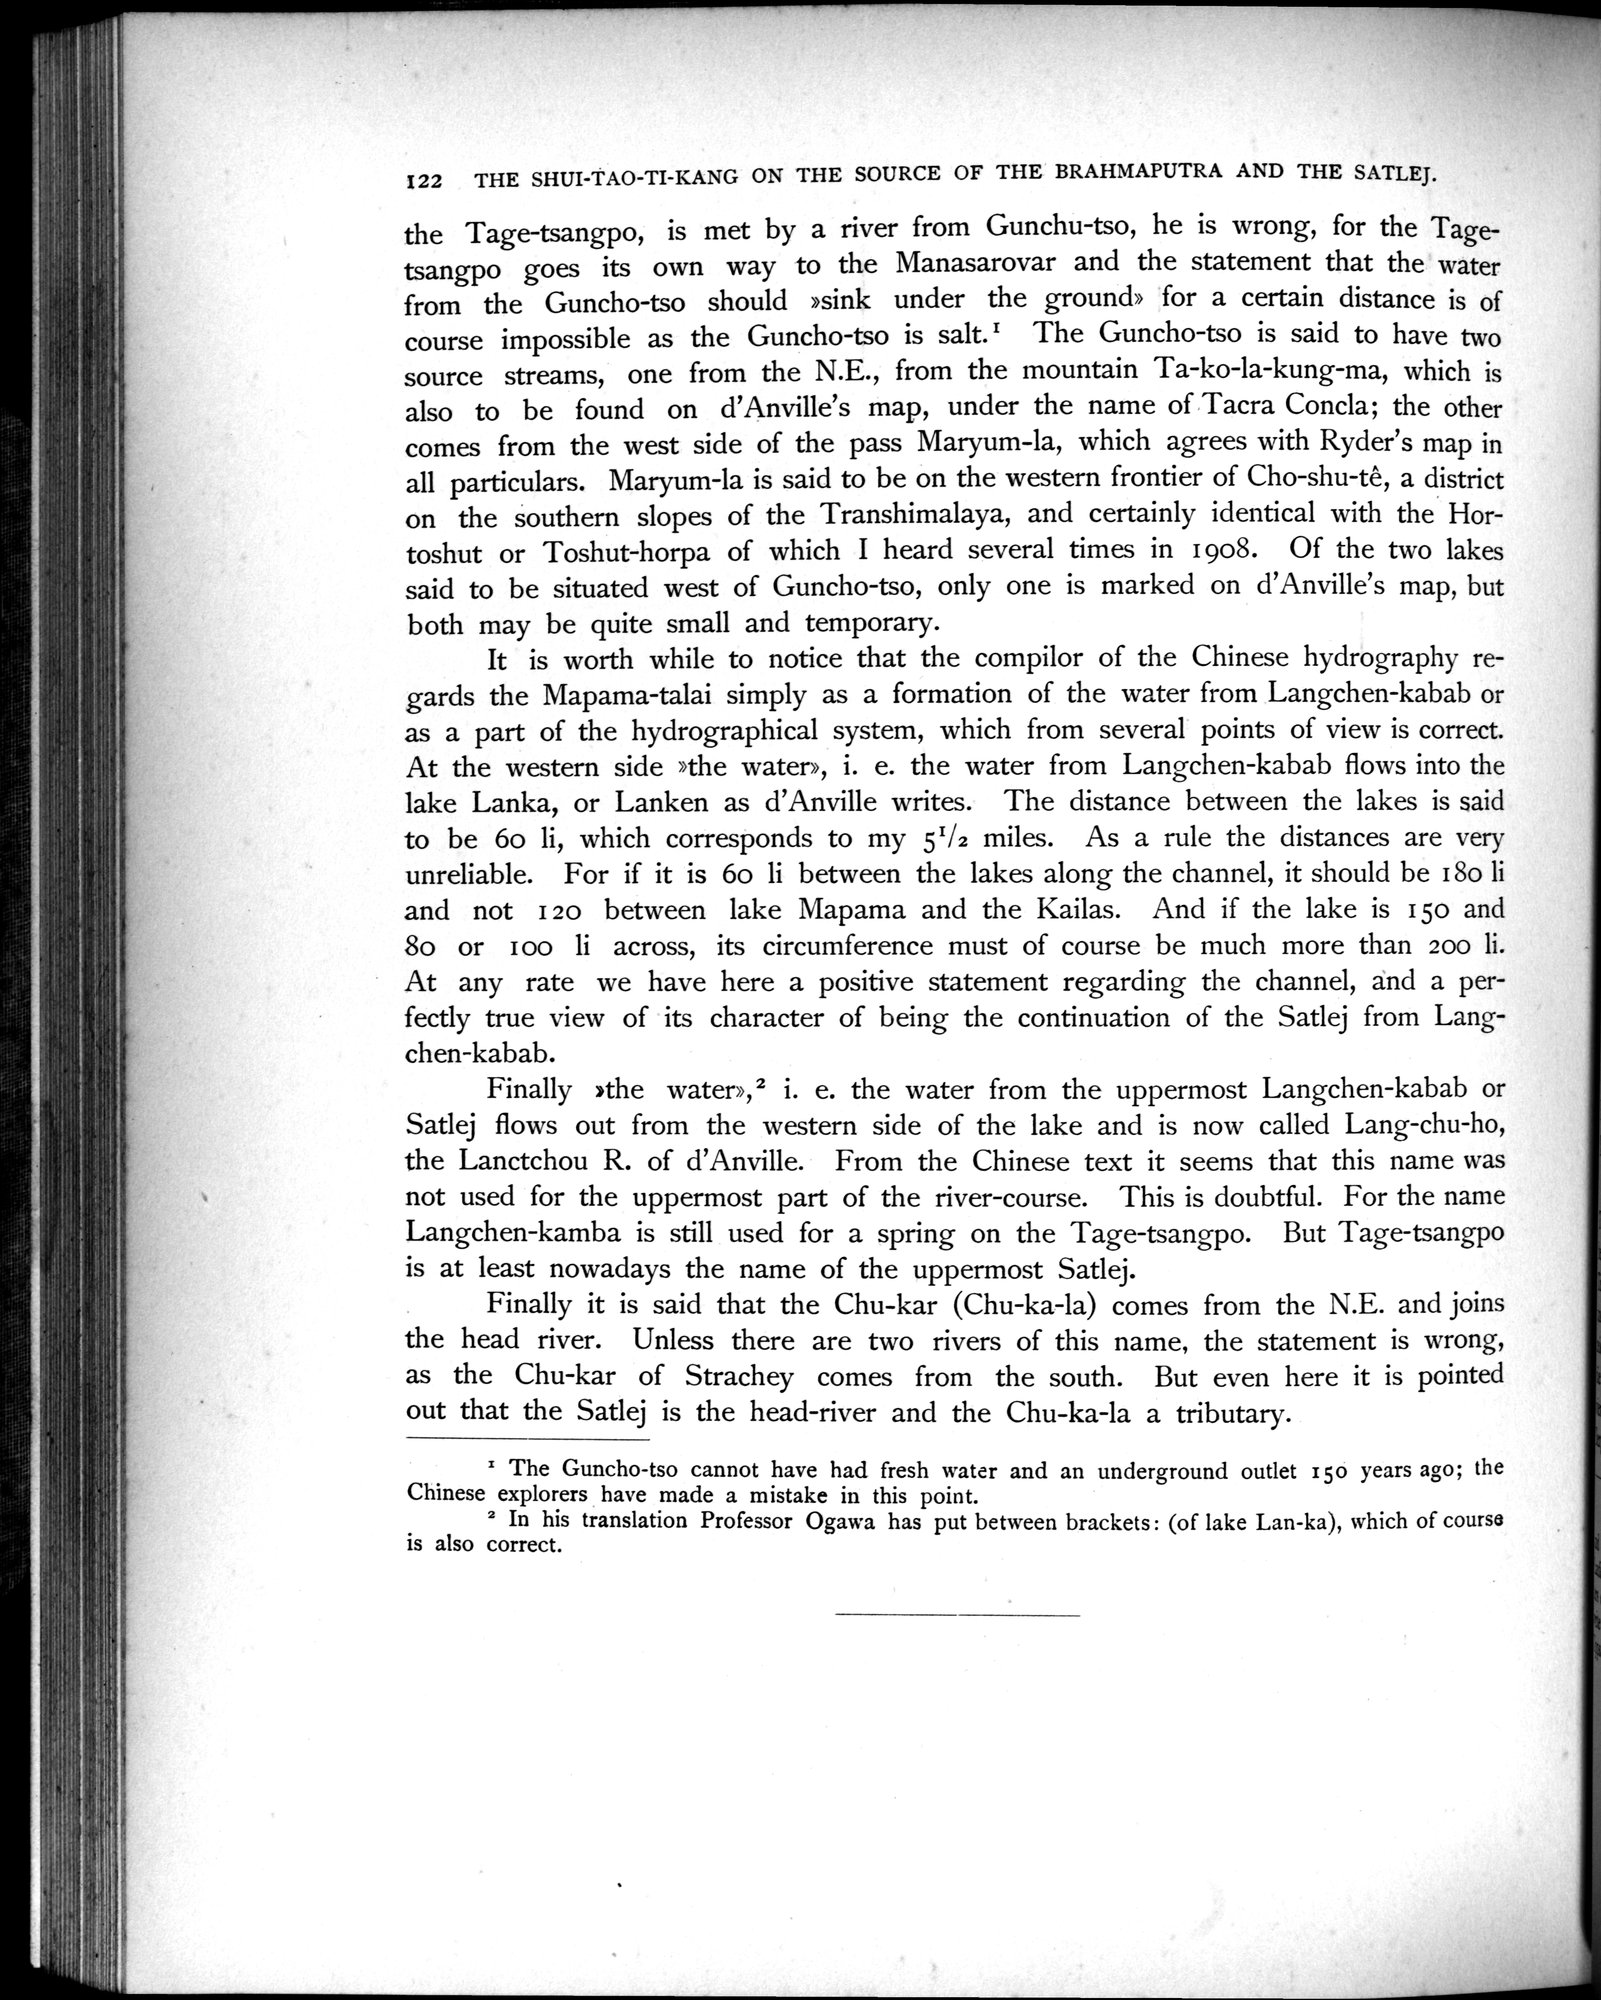 122 THE SHUI-TAO-TI-KANG ON THE SOURCE OF THE BRAHMAPUTRA AND THE SATLEJ.
the Tage-tsangpo, is met by a river from Gunchu-tso, he is wrong, for the Tage-
tsangpo goes its own way to the Manasarovar and the statement that the water
from the Guncho-tso should »sink under the ground» for a certain distance is of
course impossible as the Guncho-tso is salt.¹ The Guncho-tso is said to have two
source streams, one from the N.E., from the mountain Ta-ko-la-kung-ma, which is
also to be found on d'Anville's map, under the name of Tacra Concla; the other
comes from the west side of the pass Maryum-la, which agrees with Ryder's map in
all particulars. Maryum-la is said to be on the western frontier of Cho-shu-tê, a district
on the southern slopes of the Transhimalaya, and certainly identical with the Hor-
toshut or Toshut-horpa of which I heard several times in 1908. Of the two lakes
said to be situated west of Guncho-tso, only one is marked on d'Anville's map, but
both may be quite small and temporary.
It is worth while to notice that the compilor of the Chinese hydrography re-
gards the Mapama-talai simply as a formation of the water from Langchen-kabab or
as a part of the hydrographical system, which from several points of view is correct.
At the western side »the water», i. e. the water from Langchen-kabab flows into the
lake Lanka, or Lanken as d'Anville writes. The distance between the lakes is said
to be 60 li, which corresponds to my 5¹/₂ miles. As a rule the distances are very
unreliable. For if it is 60 li between the lakes along the channel, it should be 180 li
and not 120 between lake Mapama and the Kailas. And if the lake is 150 and
80 or 100 li across, its circumference must of course be much more than 200 li.
At any rate we have here a positive statement regarding the channel, and a per-
fectly true view of its character of being the continuation of the Satlej from Lang-
chen-kabab.
Finally »the water»,² i. e. the water from the uppermost Langchen-kabab or
Satlej flows out from the western side of the lake and is now called Lang-chu-ho,
the Lanctchou R. of d'Anville. From the Chinese text it seems that this name was
not used for the uppermost part of the river-course. This is doubtful. For the name
Langchen-kamba is still used for a spring on the Tage-tsangpo. But Tage-tsangpo
is at least nowadays the name of the uppermost Satlej.
Finally it is said that the Chu-kar (Chu-ka-la) comes from the N.E. and joins
the head river. Unless there are two rivers of this name, the statement is wrong,
as the Chu-kar of Strachey comes from the south. But even here it is pointed
out that the Satlej is the head-river and the Chu-ka-la a tributary.
¹ The Guncho-tso cannot have had fresh water and an underground outlet 150 years ago; the
Chinese explorers have made a mistake in this point.
² In his translation Professor Ogawa has put between brackets: (of lake Lan-ka), which of course
is also correct.